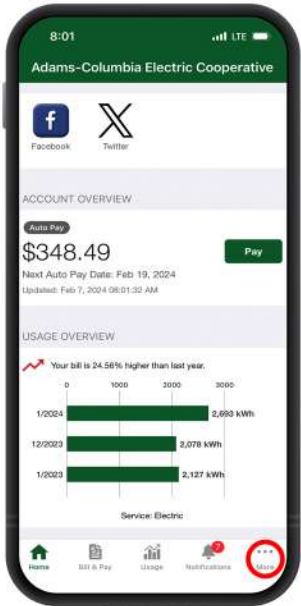 8:01 LTE
Adams-Columbia Electric Cooperative
f
X
Facebook Twitter
ACCOUNT OVERVIEW
Auto Pay
$348.49
Pay
Next Auto Pay Date: Feb 19, 2024
Updated: Feb 7, 2024 08:01:32 AM
USAGE OVERVIEW
Your bill is 24.56% higher than last year.
0 1000 2000 3000
1/2024 2,693 kWh
12/2023 2,078 kWh
1/2023 2,127 kWh
Service: Electric
7
Home Bill & Pay Usage Notifications More